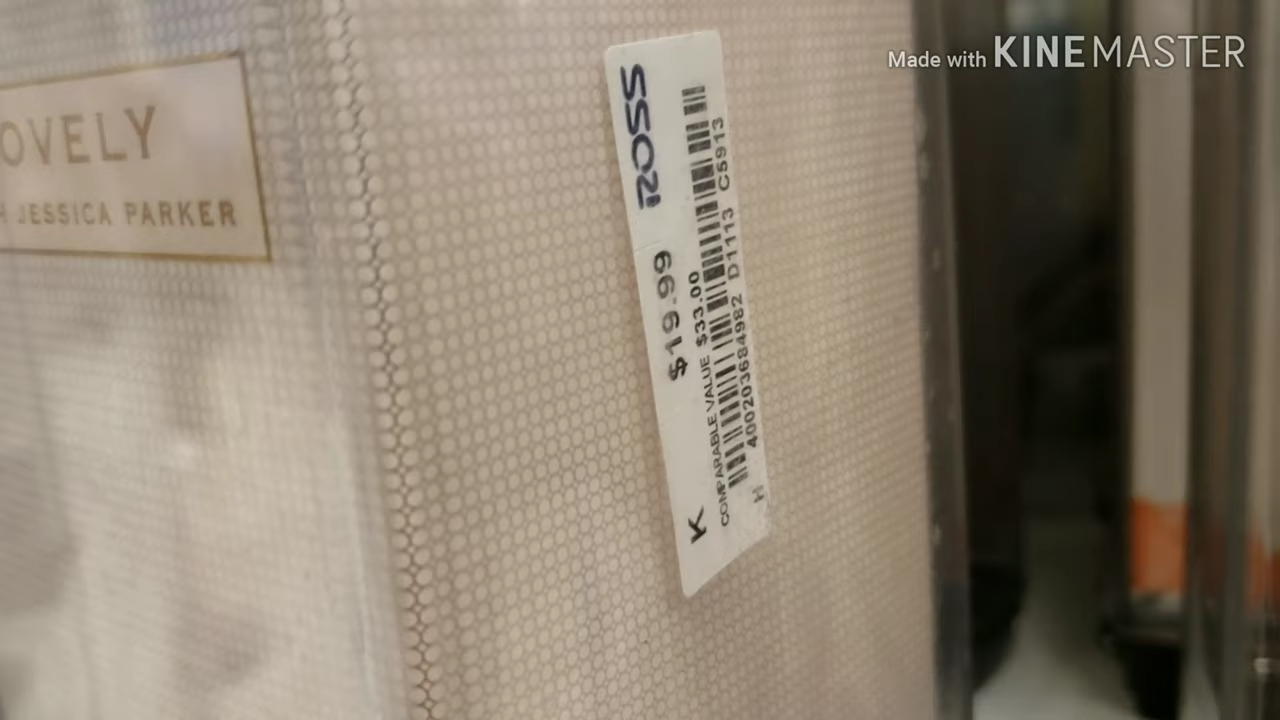 Made with KINEMASTER
OVELY
JESSICA PARKER
ROSS
$19.99
COMPARABLE VALUE $33.00
400203684982 D1113 C5913
K
H